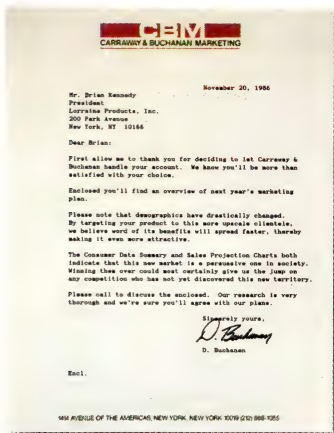 CBM
CARRAWAY & BUCHANAN MARKETING
November 20, 1986
Mr. Brian Kennedy
President
Lorraine Products, Inc.
200 Park Avenue
New York, NY 10166
Dear Brian:
First allow me to thank you for deciding to let Carraway &
Buchanan handle your account. We know you'll be more than
satisfied with your choice.
Enclosed you'll find an overview of next year's marketing
plan.
Please note that demographics have drastically changed.
By targeting your product to this more upscale clientele,
we believe word of its benefits will spread faster, thereby
making it even more attractive.
The Consumer Data Summary and Sales Projection Charts both
indicate that this new market is a persuasive one in society.
Winning them over could most certainly give us the jump on
any competition who has not yet discovered this new territory.
Please call to discuss the enclosed. Our research is very
thorough and we're sure you'll agree with our plans.
Sincerely yours,
D. Buchanan
D. Buchanan
Encl.
1414 AVENUE OF THE AMERICAS, NEW YORK, NEW YORK 10019 (212) 888-1085